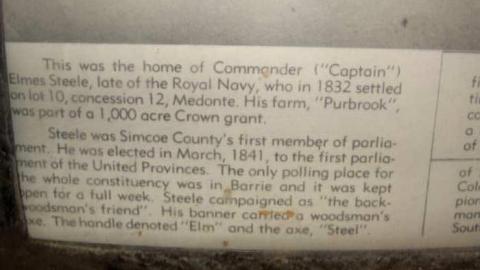 This was the home of Commander ("Captain")
Elmes Steele, late of the Royal Navy, who in 1832 settled
on lot 10, concession 12, Medonte. His farm, "Purbrook",
was part of a 1,000 acre Crown grant.
Steele was Simcoe County's first member of parlia-
ment. He was elected in March, 1841, to the first parlia-
ment of the United Provinces. The only polling place for
the whole constituency was in Barrie and it was kept
open for a full week. Steele campaigned as "the back-
woodsman's friend". His banner carried a woodsman's
axe. The handle denoted "Elm" and the axe, "Steel".
a
of
of